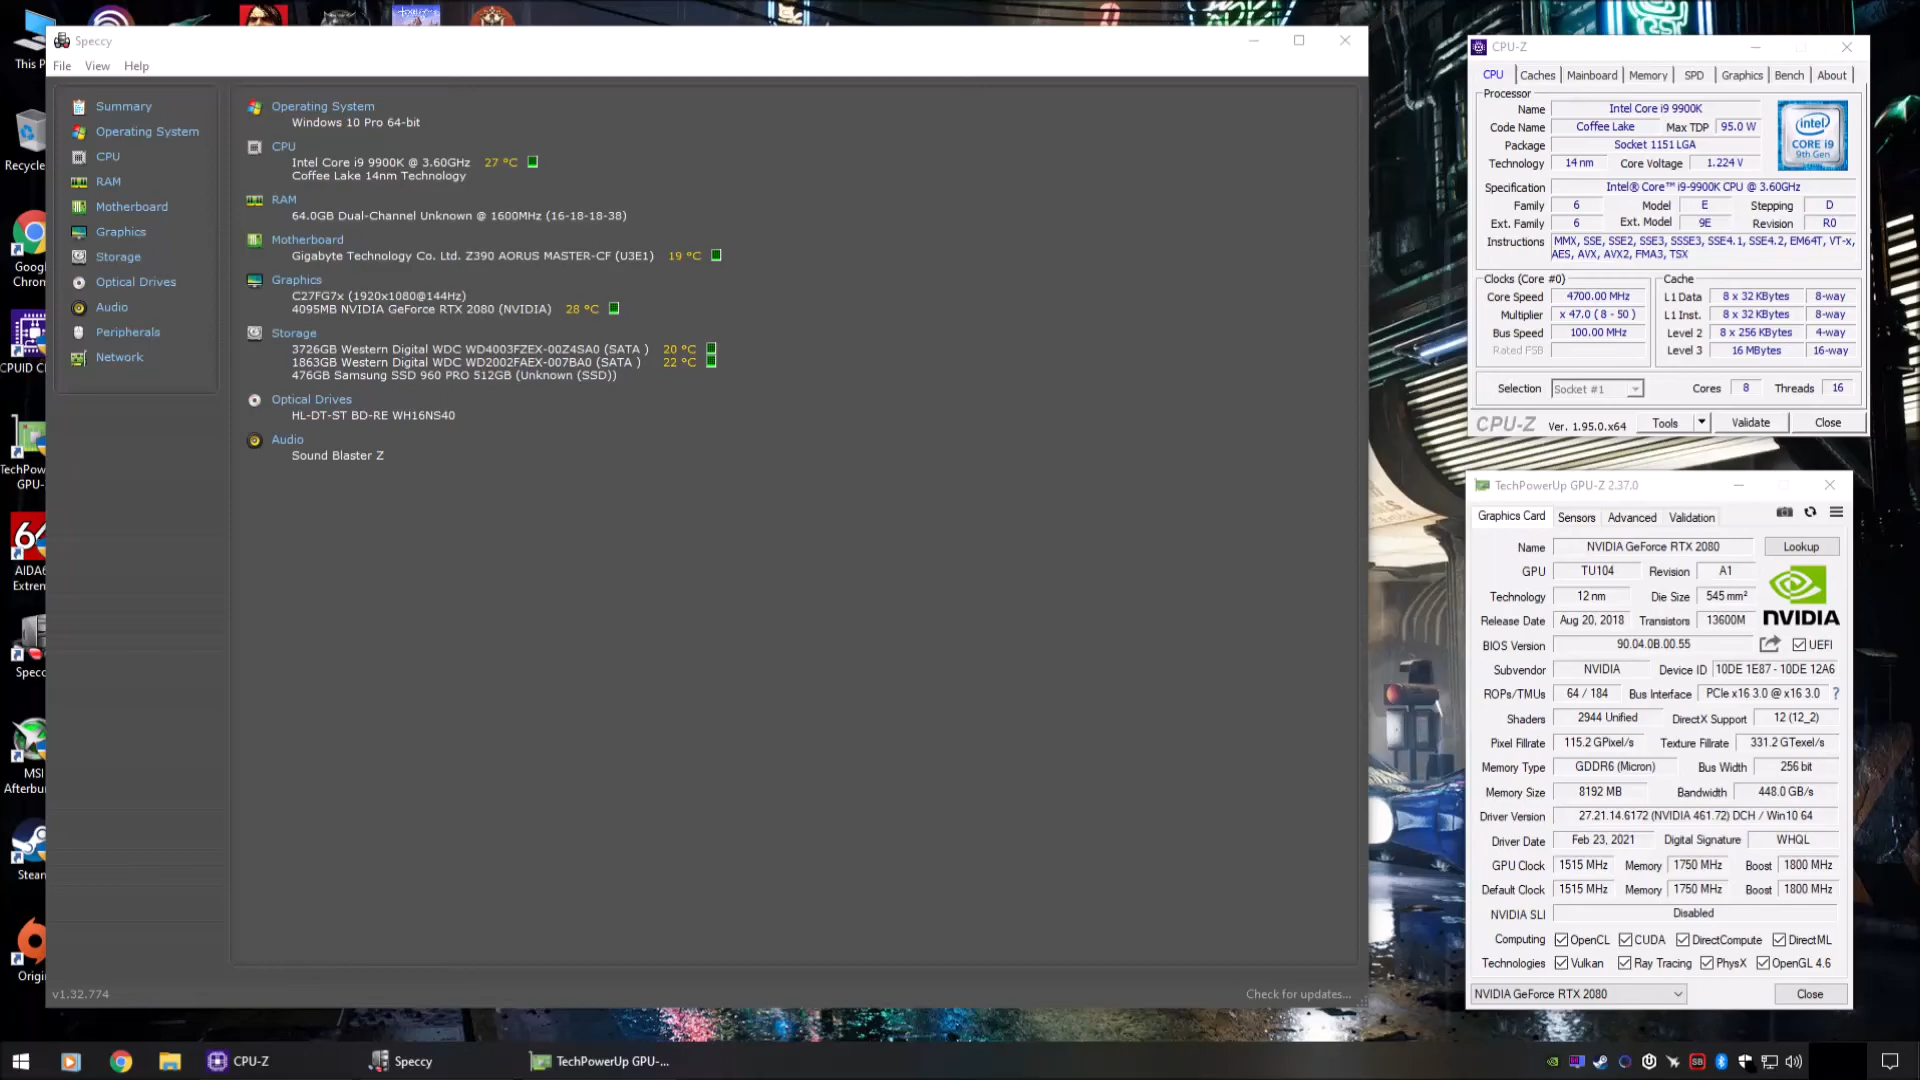 This P
Recycle
Google
Chron
CPUID C
TechPow
GPU-
64
AIDA6
Extren
Specc
MSI
Afterbu
Stean
Origi
Speccy
File View Help
Summary
Operating System
CPU
RAM
Motherboard
Graphics
Storage
Optical Drives
Audio
Peripherals
Network
Operating System
Windows 10 Pro 64-bit
CPU
Intel Core i9 9900K @ 3.60GHz 27 °C
Coffee Lake 14nm Technology
RAM
64.0GB Dual-Channel Unknown @ 1600MHz (16-18-18-38)
Motherboard
Gigabyte Technology Co. Ltd. Z390 AORUS MASTER-CF (U3E1) 19 °C
Graphics
C27FG7x (1920x1080@144Hz)
4095MB NVIDIA GeForce RTX 2080 (NVIDIA) 28 °C
Storage
3726GB Western Digital WDC WD4003FZEX-00Z4SA0 (SATA ) 20 °C
1863GB Western Digital WDC WD2002FAEX-007BA0 (SATA ) 22 °C
476GB Samsung SSD 960 PRO 512GB (Unknown (SSD))
Optical Drives
HL-DT-ST BD-RE WH16NS40
Audio
Sound Blaster Z
v1.32.774
Check for updates...
CPU-Z
CPU Caches Mainboard Memory SPD Graphics Bench About
Processor
Name Intel Core i9 9900K
Code Name Coffee Lake Max TDP 95.0 W
Package Socket 1151 LGA
Technology 14 nm Core Voltage 1.224 V
intel
CORE i9
9th Gen
Specification Intel® Core™ i9-9900K CPU @ 3.60GHz
Family 6 Model E Stepping D
Ext. Family 6 Ext. Model 9E Revision R0
Instructions MMX, SSE, SSE2, SSE3, SSSE3, SSE4.1, SSE4.2, EM64T, VT-x,
AES, AVX, AVX2, FMA3, TSX
Clocks (Core #0) Cache
Core Speed 4700.00 MHz L1 Data 8 x 32 KBytes 8-way
Multiplier x 47.0 ( 8 - 50 ) L1 Inst. 8 x 32 KBytes 8-way
Bus Speed 100.00 MHz Level 2 8 x 256 KBytes 4-way
Rated FSB Level 3 16 MBytes 16-way
Selection Socket #1 Cores 8 Threads 16
CPU-Z Ver. 1.95.0.x64 Tools Validate Close
TechPowerUp GPU-Z 2.37.0
Graphics Card Sensors Advanced Validation
Name NVIDIA GeForce RTX 2080 Lookup
GPU TU104 Revision A1
Technology 12 nm Die Size 545 mm²
Release Date Aug 20, 2018 Transistors 13600M
NVIDIA
BIOS Version 90.04.0B.00.55 UEFI
Subvendor NVIDIA Device ID 10DE 1E87 - 10DE 12A6
ROPs/TMUs 64 / 184 Bus Interface PCIe x16 3.0 @ x16 3.0 ?
Shaders 2944 Unified DirectX Support 12 (12_2)
Pixel Fillrate 115.2 GPixel/s Texture Fillrate 331.2 GTexel/s
Memory Type GDDR6 (Micron) Bus Width 256 bit
Memory Size 8192 MB Bandwidth 448.0 GB/s
Driver Version 27.21.14.6172 (NVIDIA 461.72) DCH / Win10 64
Driver Date Feb 23, 2021 Digital Signature WHQL
GPU Clock 1515 MHz Memory 1750 MHz Boost 1800 MHz
Default Clock 1515 MHz Memory 1750 MHz Boost 1800 MHz
NVIDIA SLI Disabled
Computing OpenCL CUDA DirectCompute DirectML
Technologies Vulkan Ray Tracing PhysX OpenGL 4.6
NVIDIA GeForce RTX 2080 Close
CPU-Z Speccy TechPowerUp GPU-...